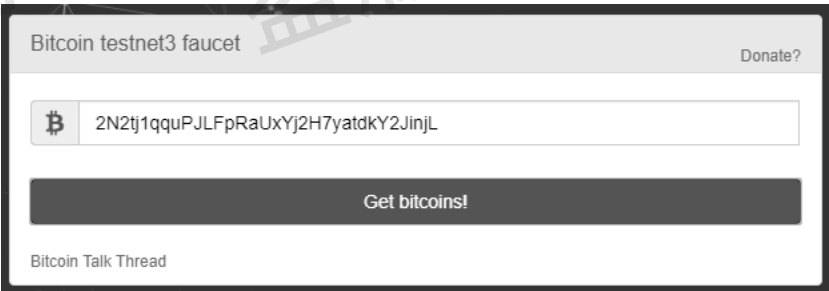 Bitcoin testnet3 faucet
Donate?
2N2tj1qquPJLFpRaUxYj2H7yatdkY2JinjL
Get bitcoins!
Bitcoin Talk Thread